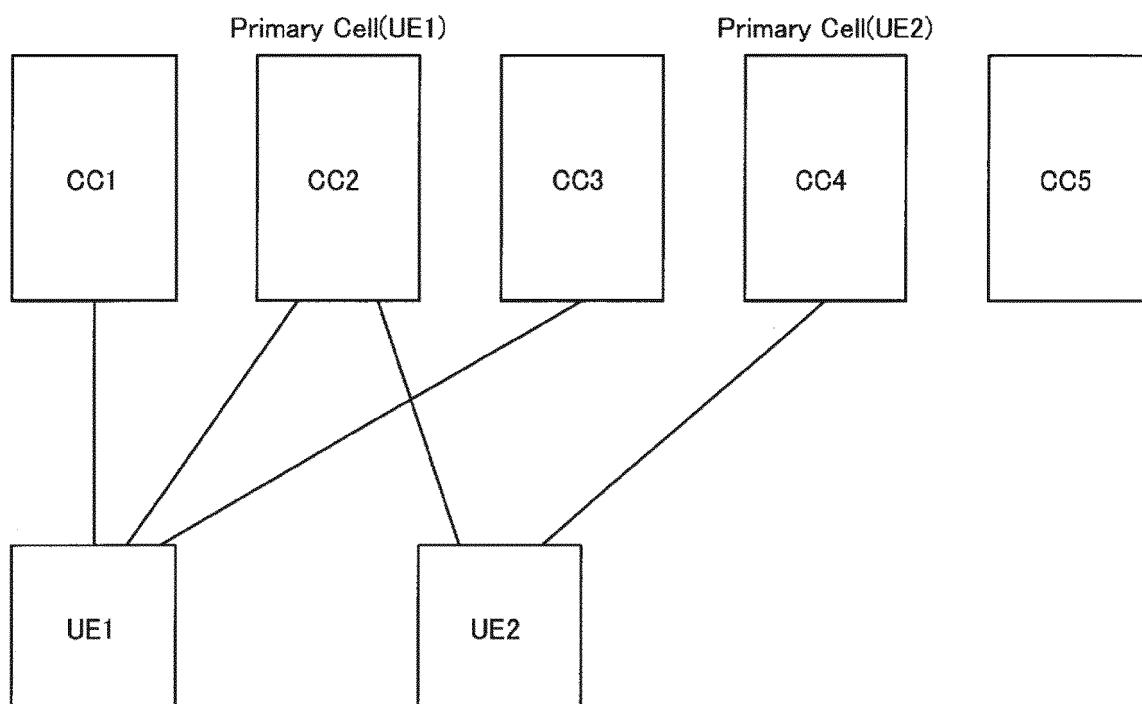 Primary Cell(UE1)
Primary Cell(UE2)
CC1
CC2
CC3
CC4
CC5
UE1
UE2